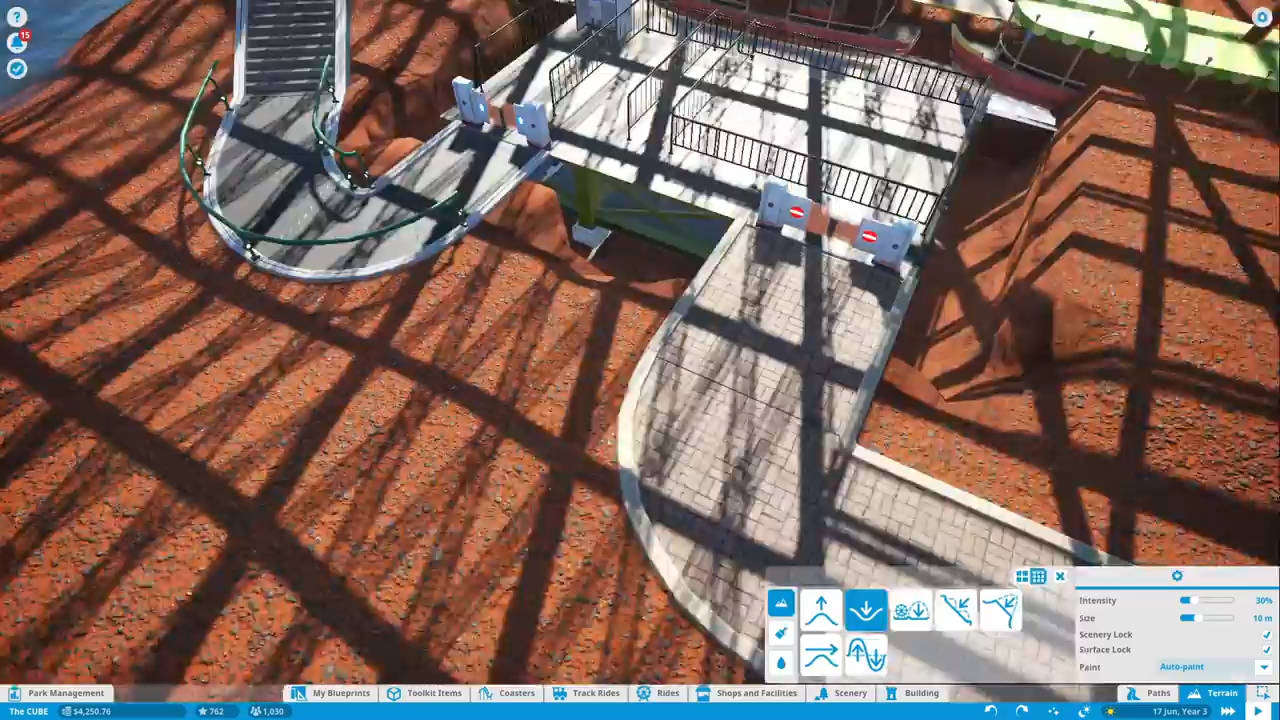 ?
15
Intensity 30%
Size 10 m
Scenery Lock
Surface Lock
Paint Auto-paint
Park Management My Blueprints Toolkit Items Coasters Track Rides Rides Shops and Facilities Scenery Building Paths Terrain
The CUBE $4,250.76 762 1,030 17 Jun, Year 3